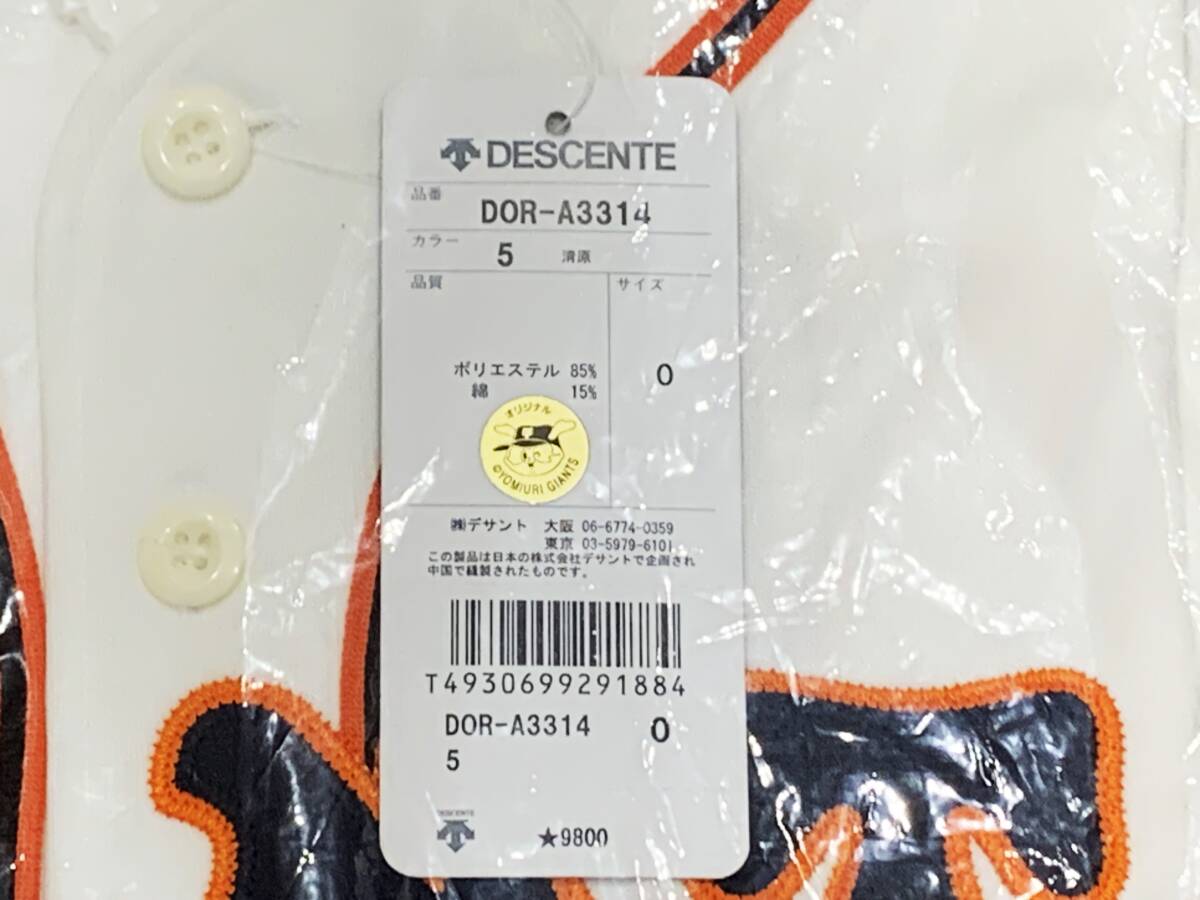 DESCENTE
品番
DOR-A3314
カラー
5 清原
品質
サイズ
ポリエステル 85%
綿 15%
0
オリジナル
©YOMIURI GIANTS
㈱デサント 大阪 06-6774-0359
東京 03-5979-6101
この製品は日本の株式会社デサントで企画され
中国で縫製されたものです。
T4930699291884
DOR-A3314 0
5
DESCENTE
★9800